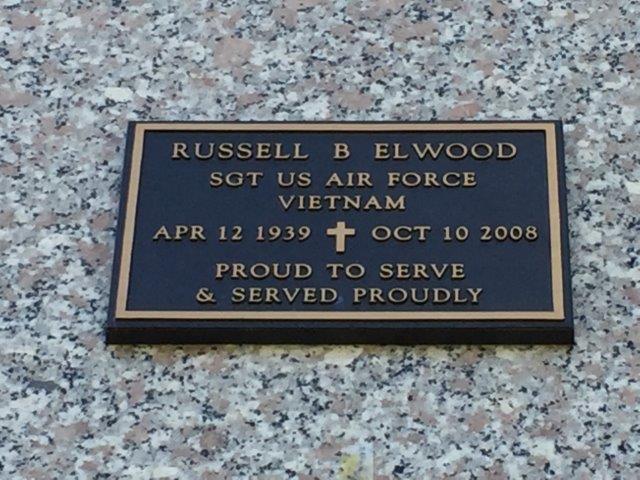 RUSSELL B ELWOOD
SGT US AIR FORCE
VIETNAM
APR 12 1939 OCT 10 2008
PROUD TO SERVE
& SERVED PROUDLY